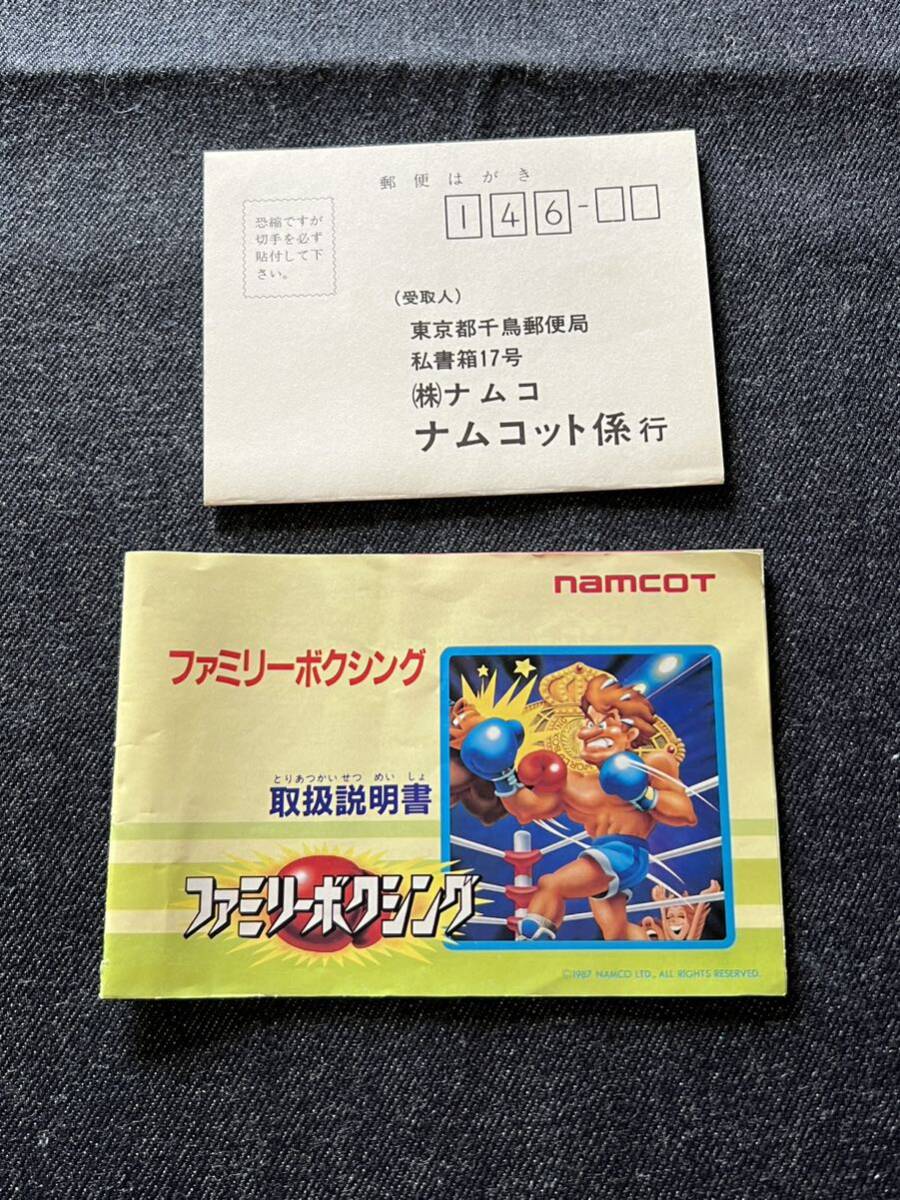 郵便はがき
146-
恐縮ですが
切手を必ず
貼付して下
さい。
(受取人)
東京都千鳥郵便局
私書箱17号
(株)ナムコ
ナムコット係行
namcoT
ファミリーボクシング
とりあつかいせつめいしょ
取扱説明書
ファミリーボクシング
©1987 NAMCO LTD., ALL RIGHTS RESERVED.